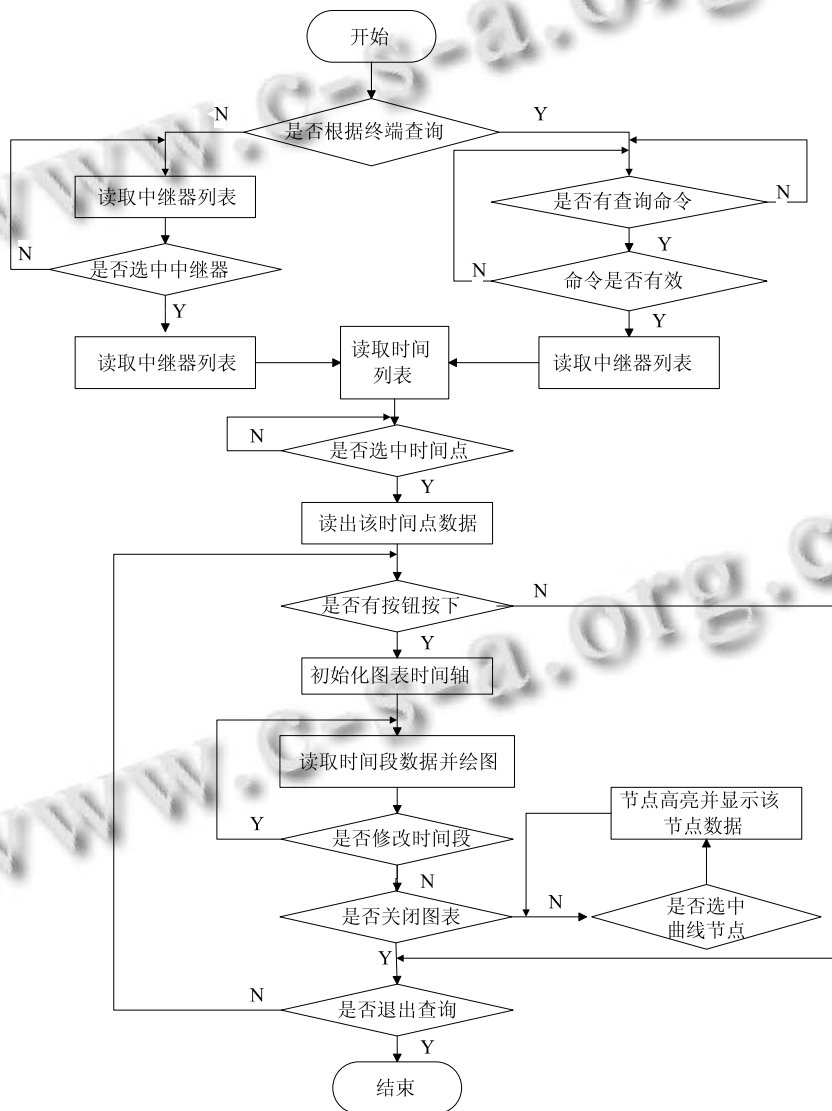 开始
N
是否根据终端查询
Y
读取中继器列表
是否有查询命令
N
N
是否选中中继器
Y
N
命令是否有效
Y
Y
读取中继器列表
读取时间
列表
读取中继器列表
N
是否选中时间点
Y
读出该时间点数据
是否有按钮按下
N
Y
初始化图表时间轴
读取时间段数据并绘图
节点高亮并显示该
节点数据
Y
是否修改时间段
N
是否关闭图表
N
是否选中
曲线节点
Y
N
是否退出查询
Y
结束
www.c-s-a.org.c
www.c-s-a.org.c